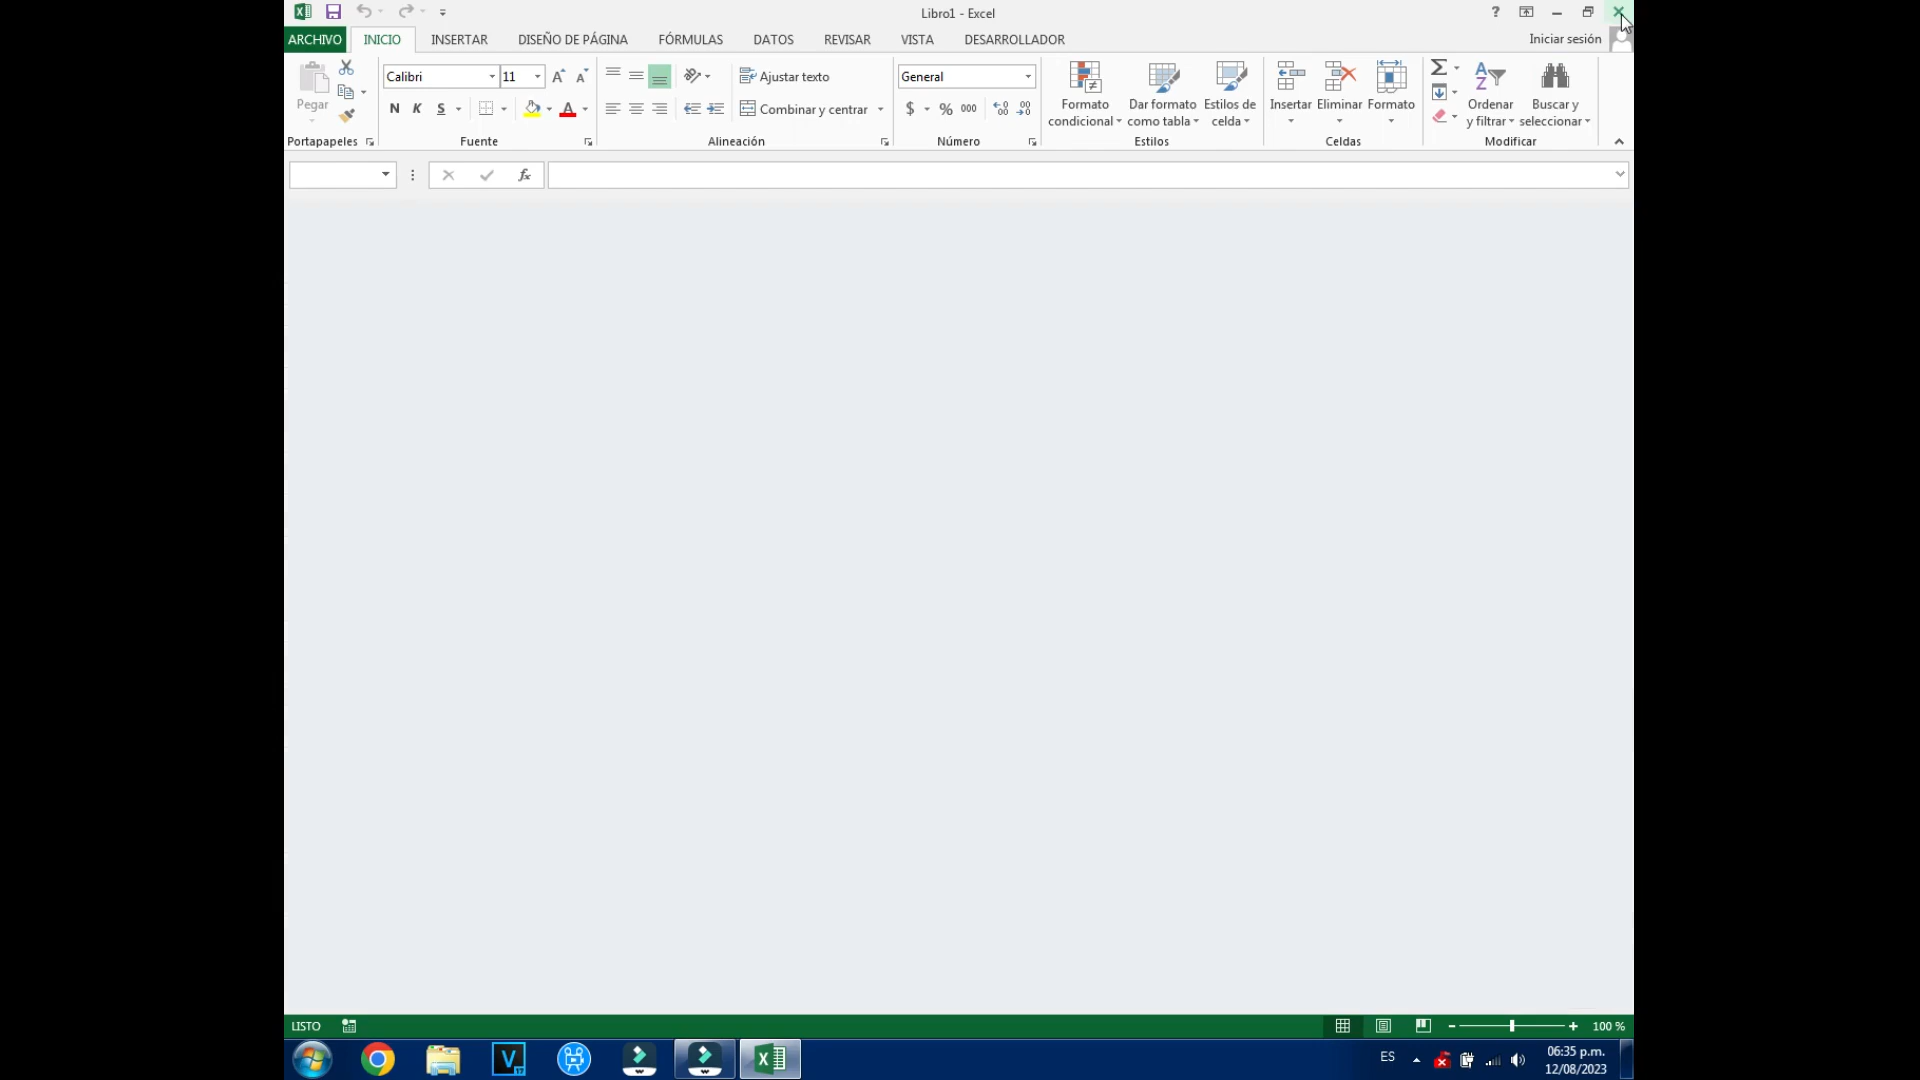 Libro1 - Excel
ARCHIVO INICIO INSERTAR DISEÑO DE PÁGINA FÓRMULAS DATOS REVISAR VISTA DESARROLLADOR Iniciar sesión
Calibri 11 Ajustar texto General
Pegar Formato Dar formato Estilos de Insertar Eliminar Formato Ordenar Buscar y
N K S A Combinar y centrar $ % 000 condicional como tabla celda y filtrar seleccionar
Portapapeles Fuente Alineación Número Estilos Celdas Modificar
fx
LISTO 100 %
ES 06:35 p.m.
12/08/2023